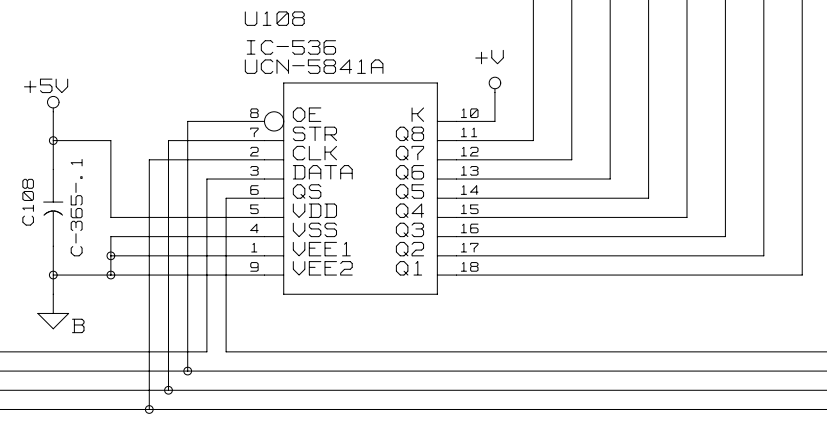 U108
IC-536
UCN-5841A
+5V
+V
C108
C-365-.1
8 OE K 10
7 STR Q8 11
2 CLK Q7 12
3 DATA Q6 13
6 QS Q5 14
5 VDD Q4 15
4 VSS Q3 16
1 VEE1 Q2 17
9 VEE2 Q1 18
B